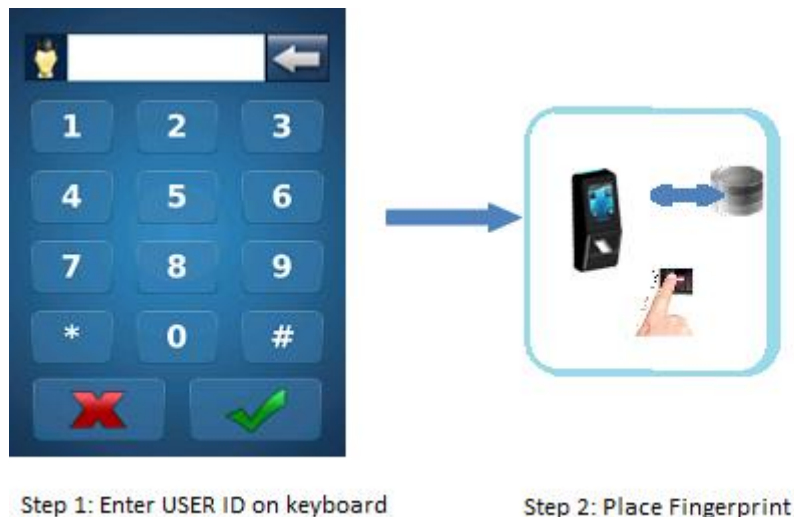 1 2 3
4 5 6
7 8 9
* 0 #
Step 1: Enter USER ID on keyboard
Step 2: Place Fingerprint